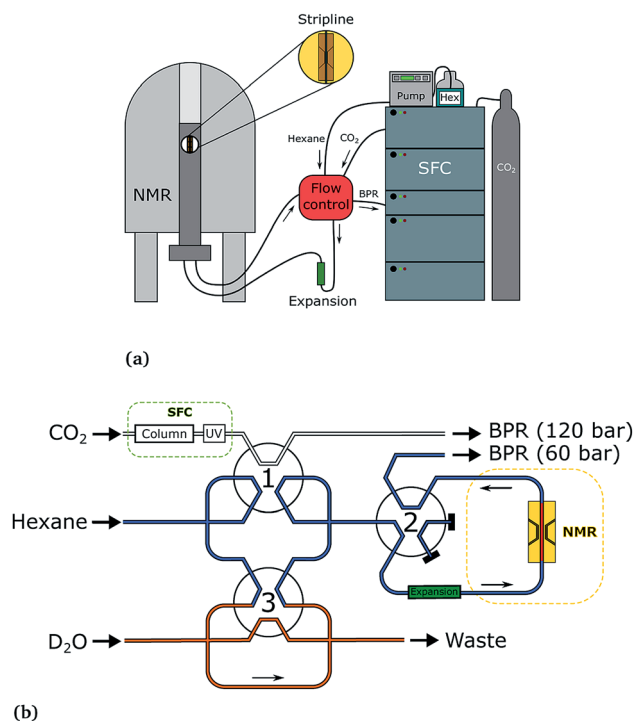 Stripline
Pump
Hex
Hexane
CO₂
NMR
Flow
control
BPR
SFC
CO₂
Expansion
(a)
SFC
CO₂
Column
UV
BPR (120 bar)
BPR (60 bar)
1
Hexane
2
NMR
Expansion
3
D₂O
Waste
(b)